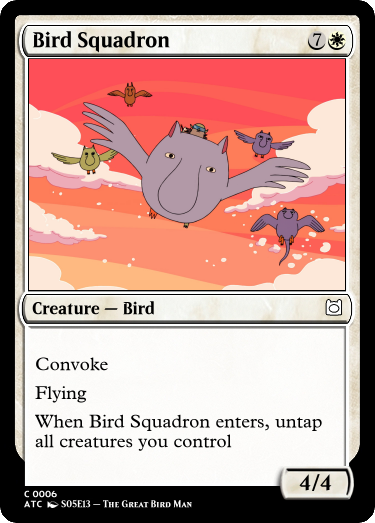 Bird Squadron 7
Creature — Bird
Convoke
Flying
When Bird Squadron enters, untap
all creatures you control
4/4
C 0006
ATC S05E13 — The Great Bird Man